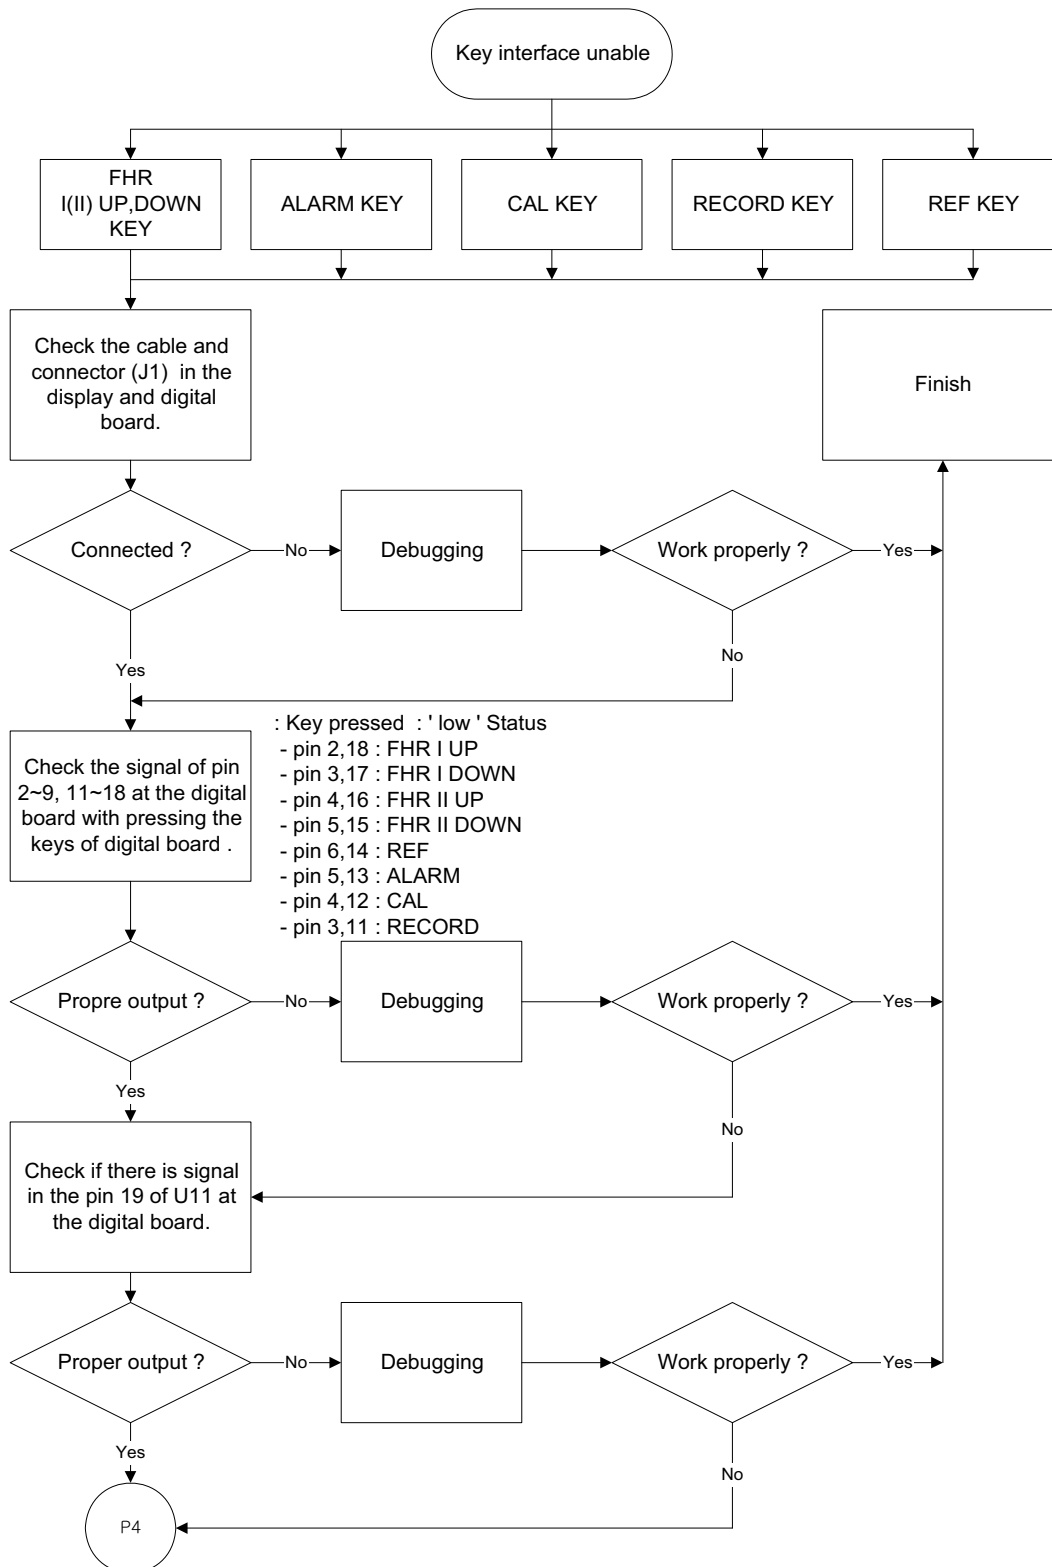 Key interface unable
FHR
I(II) UP,DOWN
KEY
ALARM KEY
CAL KEY
RECORD KEY
REF KEY
Check the cable and
connector (J1) in the
display and digital
board.
Finish
Connected ?
No
Debugging
Work properly ?
Yes
Yes
No
: Key pressed : ' low ' Status
- pin 2,18 : FHR I UP
- pin 3,17 : FHR I DOWN
- pin 4,16 : FHR II UP
- pin 5,15 : FHR II DOWN
- pin 6,14 : REF
- pin 5,13 : ALARM
- pin 4,12 : CAL
- pin 3,11 : RECORD
Check the signal of pin
2~9, 11~18 at the digital
board with pressing the
keys of digital board .
Propre output ?
No
Debugging
Work properly ?
Yes
Yes
No
Check if there is signal
in the pin 19 of U11 at
the digital board.
Proper output ?
No
Debugging
Work properly ?
Yes
Yes
No
P4